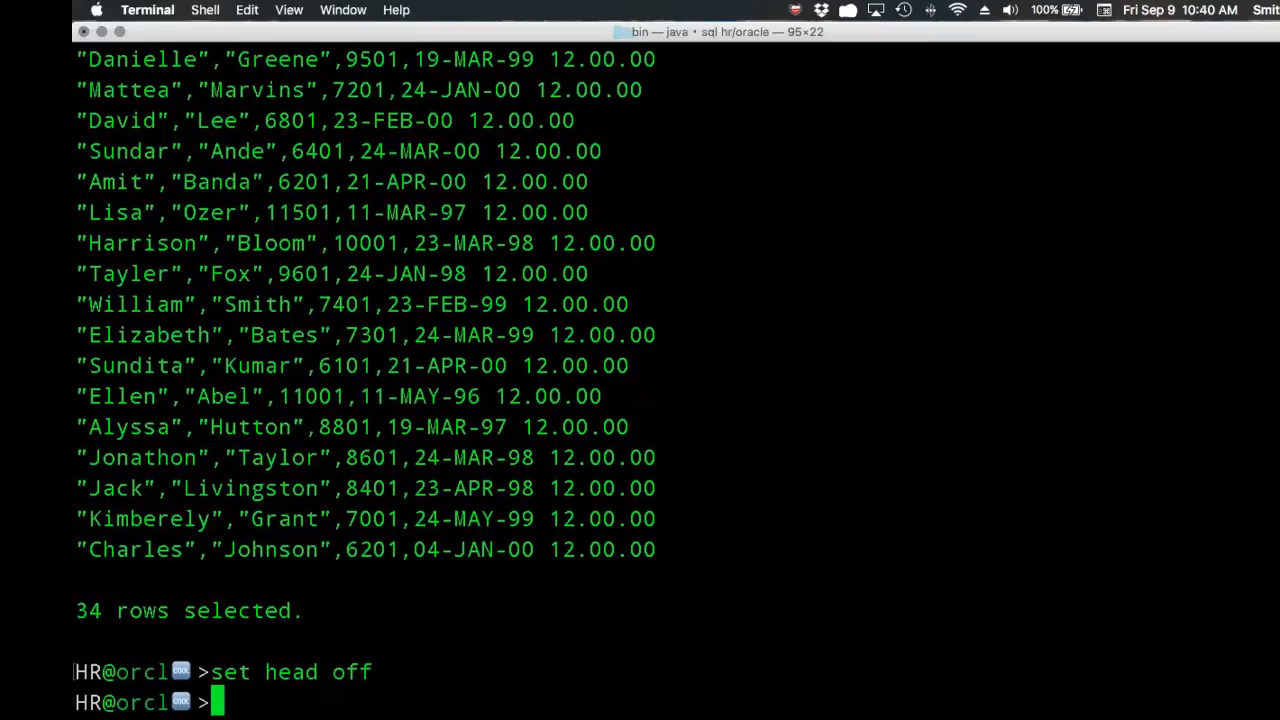 Terminal Shell Edit View Window Help 100% Fri Sep 9 10:40 AM Smit
bin — java • sql hr/oracle — 95×22
"Danielle","Greene",9501,19-MAR-99 12.00.00
"Mattea","Marvins",7201,24-JAN-00 12.00.00
"David","Lee",6801,23-FEB-00 12.00.00
"Sundar","Ande",6401,24-MAR-00 12.00.00
"Amit","Banda",6201,21-APR-00 12.00.00
"Lisa","Ozer",11501,11-MAR-97 12.00.00
"Harrison","Bloom",10001,23-MAR-98 12.00.00
"Tayler","Fox",9601,24-JAN-98 12.00.00
"William","Smith",7401,23-FEB-99 12.00.00
"Elizabeth","Bates",7301,24-MAR-99 12.00.00
"Sundita","Kumar",6101,21-APR-00 12.00.00
"Ellen","Abel",11001,11-MAY-96 12.00.00
"Alyssa","Hutton",8801,19-MAR-97 12.00.00
"Jonathon","Taylor",8601,24-MAR-98 12.00.00
"Jack","Livingston",8401,23-APR-98 12.00.00
"Kimberely","Grant",7001,24-MAY-99 12.00.00
"Charles","Johnson",6201,04-JAN-00 12.00.00
34 rows selected.
HR@orcl >set head off
HR@orcl >